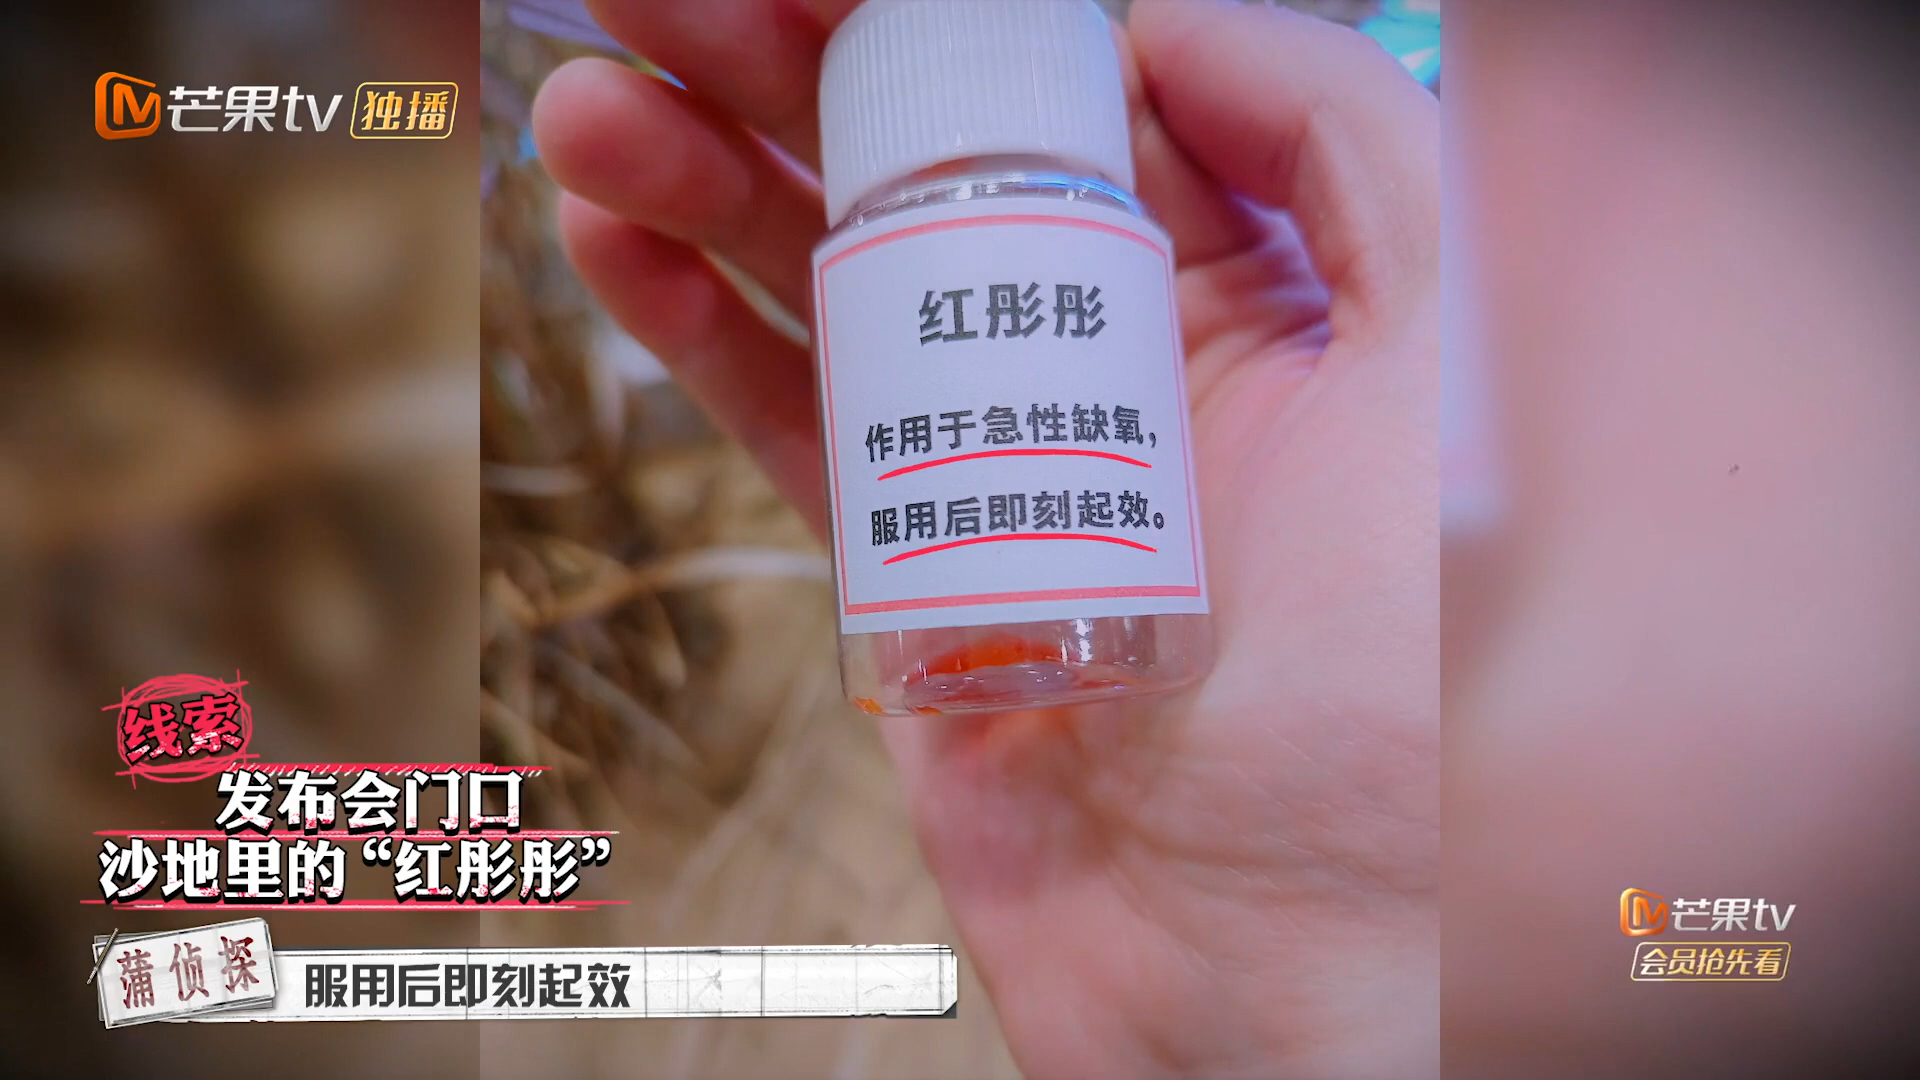 芒果tv 独播
红彤彤
作用于急性缺氧，
服用后即刻起效。
线索
发布会门口
沙地里的“红彤彤”
蒲侦探
服用后即刻起效
芒果tv
会员抢先看